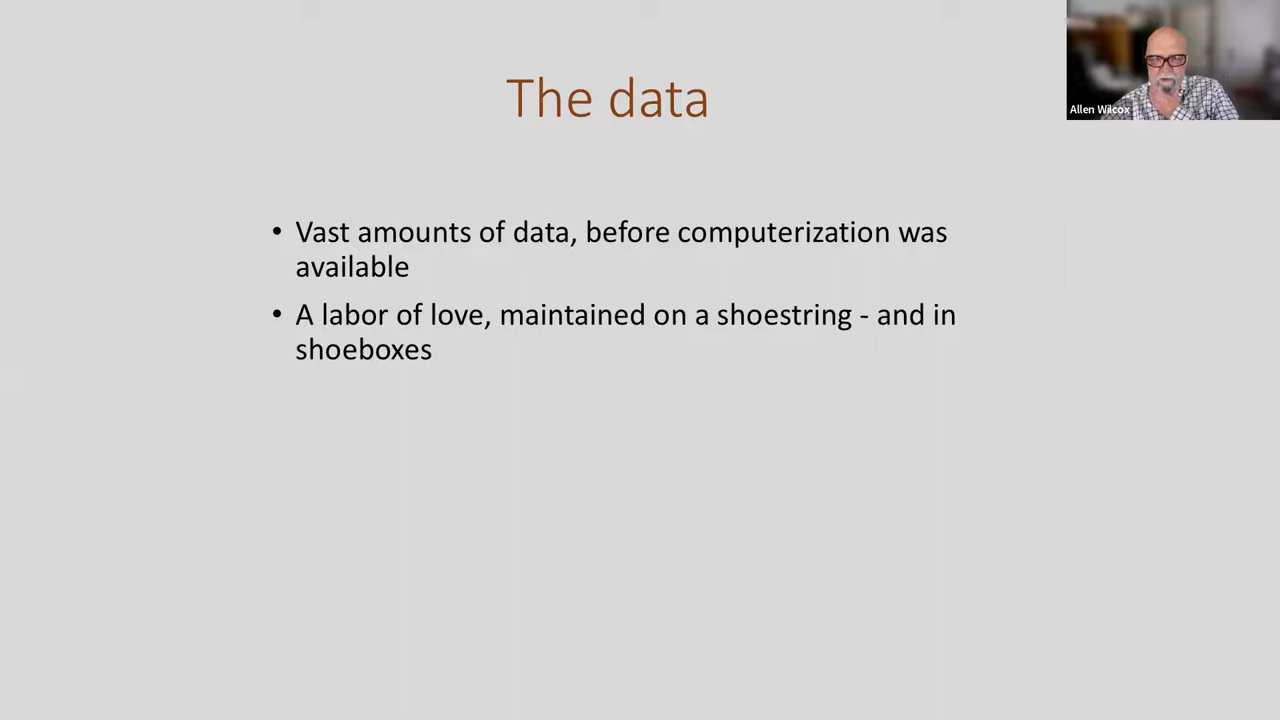 The data
• Vast amounts of data, before computerization was
available
• A labor of love, maintained on a shoestring - and in
shoeboxes
Allen Wilcox